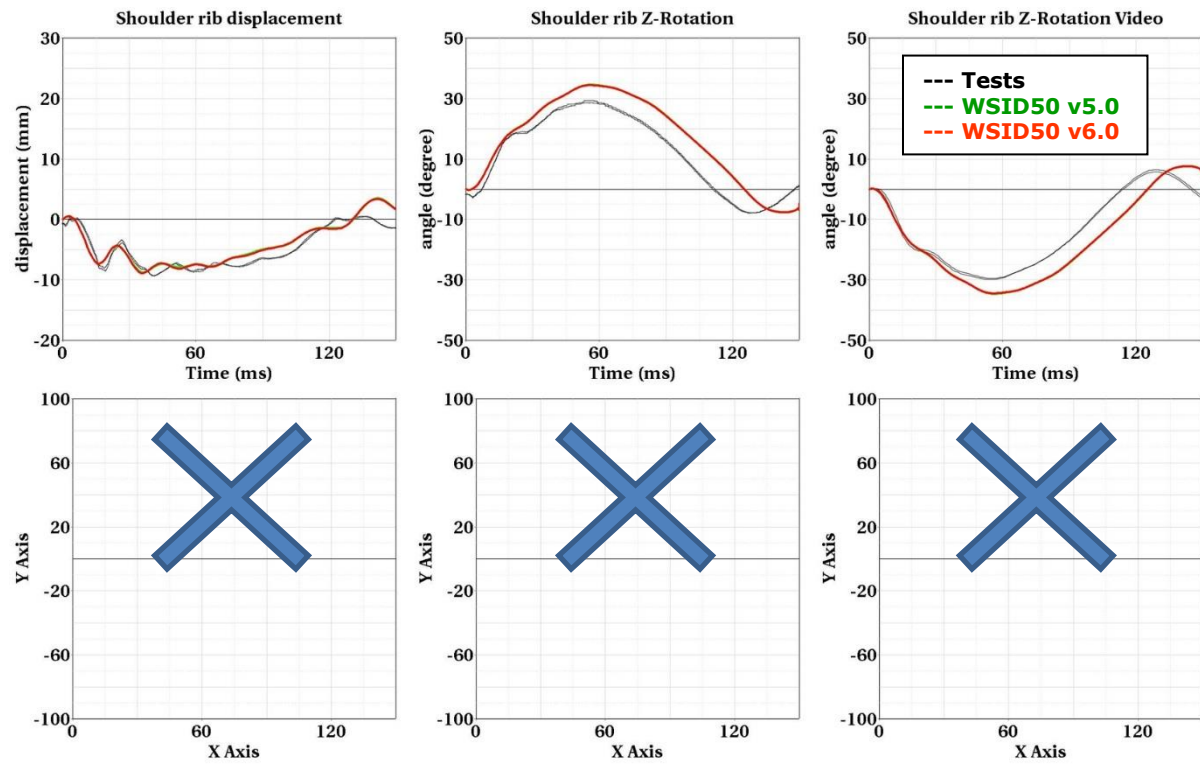 Shoulder rib displacement
30
20
10
0
-10
-20
displacement (mm)
0 60 120
Time (ms)
Shoulder rib Z-Rotation
50
30
10
-10
-30
-50
angle (degree)
0 60 120
Time (ms)
Shoulder rib Z-Rotation Video
50
30
10
-10
-30
-50
angle (degree)
0 60 120
Time (ms)
--- Tests
--- WSID50 v5.0
--- WSID50 v6.0
100
60
20
-20
-60
-100
Y Axis
0 60 120
X Axis
100
60
20
-20
-60
-100
Y Axis
0 60 120
X Axis
100
60
20
-20
-60
-100
Y Axis
0 60 120
X Axis